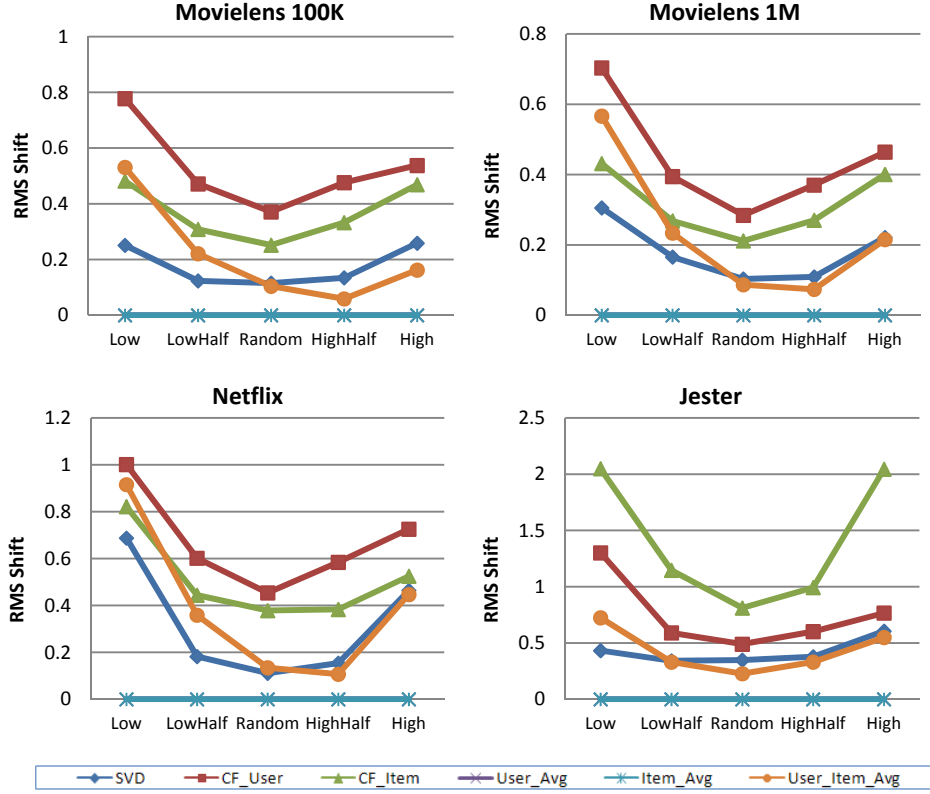 Movielens 100K
RMS Shift
1
0.8
0.6
0.4
0.2
0
Low LowHalf Random HighHalf High
Movielens 1M
RMS Shift
0.8
0.6
0.4
0.2
0
Low LowHalf Random HighHalf High
Netflix
RMS Shift
1.2
1
0.8
0.6
0.4
0.2
0
Low LowHalf Random HighHalf High
Jester
RMS Shift
2.5
2
1.5
1
0.5
0
Low LowHalf Random HighHalf High
SVD CF_User CF_Item User_Avg Item_Avg User_Item_Avg